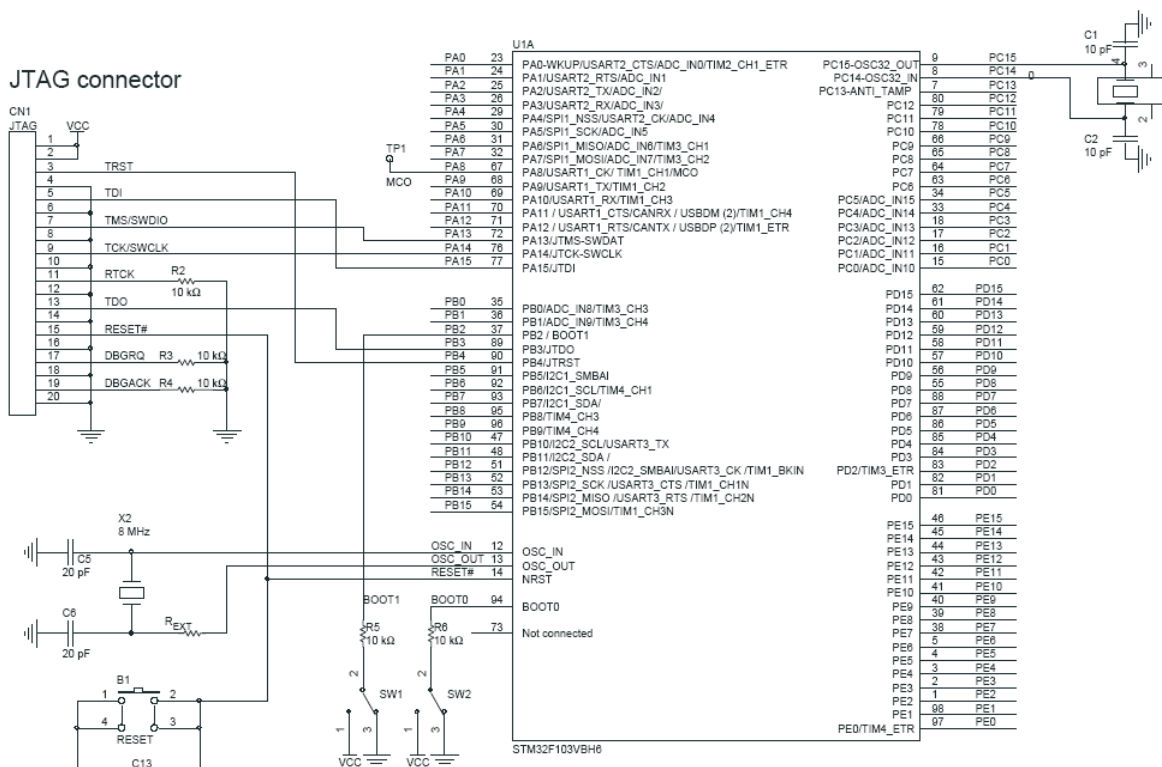 JTAG connector
CN1
JTAG
VCC
1
2
3 TRST
4
5 TDI
6
7 TMS/SWDIO
8
9 TCK/SWCLK
10
11 RTCK R2 10 kΩ
12
13 TDO
14
15 RESET#
16
17 DBGRQ R3 10 kΩ
18
19 DBGACK R4 10 kΩ
20
X2
8 MHz
C5
20 pF
C6
20 pF
REXT
B1
1 2
4 3
RESET
C13
TP1
MCO
U1A
PA0 23 PA0-WKUP/USART2_CTS/ADC_IN0/TIM2_CH1_ETR
PA1 24 PA1/USART2_RTS/ADC_IN1
PA2 25 PA2/USART2_TX/ADC_IN2/
PA3 26 PA3/USART2_RX/ADC_IN3/
PA4 29 PA4/SPI1_NSS/USART2_CK/ADC_IN4
PA5 30 PA5/SPI1_SCK/ADC_IN5
PA6 31 PA6/SPI1_MISO/ADC_IN6/TIM3_CH1
PA7 32 PA7/SPI1_MOSI/ADC_IN7/TIM3_CH2
PA8 67 PA8/USART1_CK/ TIM1_CH1/MCO
PA9 68 PA9/USART1_TX/TIM1_CH2
PA10 69 PA10/USART1_RX/TIM1_CH3
PA11 70 PA11 / USART1_CTS/CANRX / USBDM (2)/TIM1_CH4
PA12 71 PA12 / USART1_RTS/CANTX / USBDP (2)/TIM1_ETR
PA13 72 PA13/JTMS-SWDAT
PA14 76 PA14/JTCK-SWCLK
PA15 77 PA15/JTDI
PB0 35 PB0/ADC_IN8/TIM3_CH3
PB1 36 PB1/ADC_IN9/TIM3_CH4
PB2 37 PB2 / BOOT1
PB3 89 PB3/JTDO
PB4 90 PB4/JTRST
PB5 91 PB5/I2C1_SMBAI
PB6 92 PB6/I2C1_SCL/TIM4_CH1
PB7 93 PB7/I2C1_SDA/
PB8 95 PB8/TIM4_CH3
PB9 96 PB9/TIM4_CH4
PB10 47 PB10/I2C2_SCL/USART3_TX
PB11 48 PB11/I2C2_SDA /
PB12 51 PB12/SPI2_NSS /I2C2_SMBAI/USART3_CK /TIM1_BKIN
PB13 52 PB13/SPI2_SCK /USART3_CTS /TIM1_CH1N
PB14 53 PB14/SPI2_MISO /USART3_RTS /TIM1_CH2N
PB15 54 PB15/SPI2_MOSI/TIM1_CH3N
OSC_IN 12 OSC_IN
OSC_OUT 13 OSC_OUT
RESET# 14 NRST
BOOT1 BOOT0 94 BOOT0
73 Not connected
R5
10 kΩ
R6
10 kΩ
2 SW1
1 3
VCC
2 SW2
1 3
VCC
STM32F103VBH6
PC15-OSC32_OUT 9 PC15
PC14-OSC32_IN 8 PC14 0
PC13-ANTI_TAMP 7 PC13
PC12 80 PC12
PC11 79 PC11
PC10 78 PC10
PC9 66 PC9
PC8 65 PC8
PC7 64 PC7
PC6 63 PC6
PC5/ADC_IN15 34 PC5
PC4/ADC_IN14 33 PC4
PC3/ADC_IN13 18 PC3
PC2/ADC_IN12 17 PC2
PC1/ADC_IN11 16 PC1
PC0/ADC_IN10 15 PC0
PD15 62 PD15
PD14 61 PD14
PD13 60 PD13
PD12 59 PD12
PD11 58 PD11
PD10 57 PD10
PD9 56 PD9
PD8 55 PD8
PD7 88 PD7
PD6 87 PD6
PD5 86 PD5
PD4 85 PD4
PD3 84 PD3
PD2/TIM3_ETR 83 PD2
PD1 82 PD1
PD0 81 PD0
PE15 46 PE15
PE14 45 PE14
PE13 44 PE13
PE12 43 PE12
PE11 42 PE11
PE10 41 PE10
PE9 40 PE9
PE8 39 PE8
PE7 38 PE7
PE6 5 PE6
PE5 4 PE5
PE4 3 PE4
PE3 2 PE3
PE2 1 PE2
PE1 98 PE1
PE0/TIM4_ETR 97 PE0
C1
10 pF
4 3
2
C2
10 pF